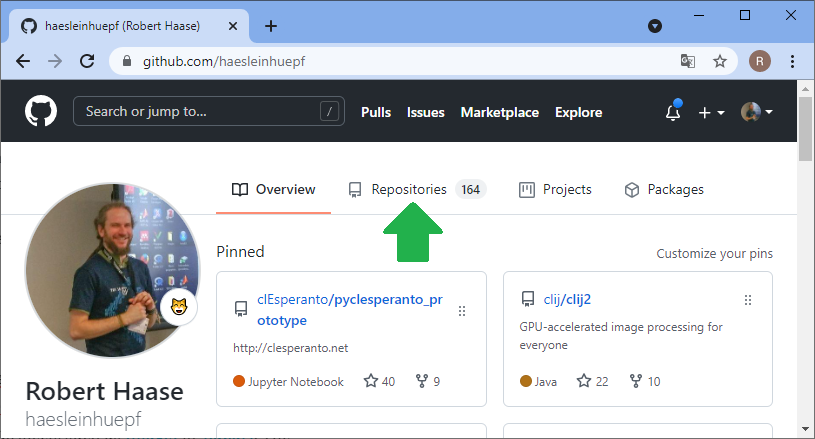 haesleinhuepf (Robert Haase)
github.com/haesleinhuepf
R
Search or jump to...
/
Pulls
Issues
Marketplace
Explore
Overview
Repositories 164
Projects
Packages
Pinned
Customize your pins
clEsperanto/pyclesperanto_pr
ototype
http://clesperanto.net
Jupyter Notebook 40 9
clij/clij2
GPU-accelerated image processing for
everyone
Java 22 10
Robert Haase
haesleinhuepf